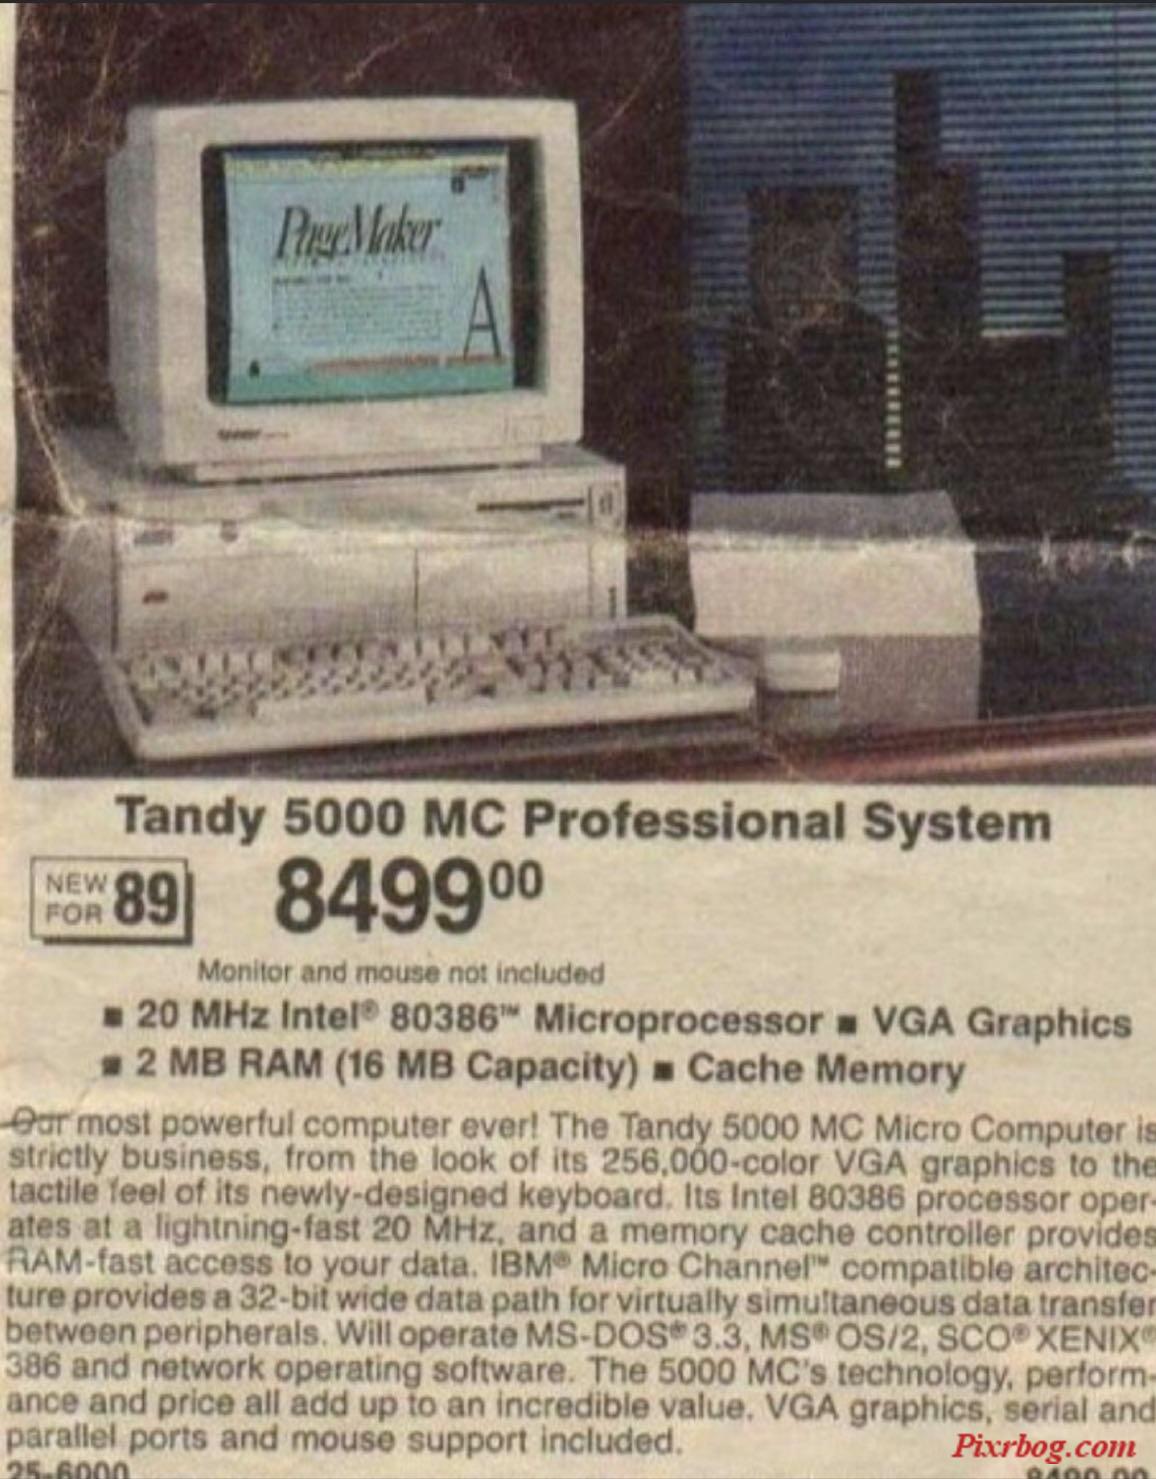 PageMaker
A
Tandy 5000 MC Professional System
NEW FOR 89
8499⁰⁰
Monitor and mouse not included
■ 20 MHz Intel® 80386™ Microprocessor ■ VGA Graphics
■ 2 MB RAM (16 MB Capacity) ■ Cache Memory
Our most powerful computer ever! The Tandy 5000 MC Micro Computer is
strictly business, from the look of its 256,000-color VGA graphics to the
tactile feel of its newly-designed keyboard. Its Intel 80386 processor oper-
ates at a lightning-fast 20 MHz, and a memory cache controller provides
RAM-fast access to your data. IBM® Micro Channel™ compatible architec-
ture provides a 32-bit wide data path for virtually simultaneous data transfer
between peripherals. Will operate MS-DOS® 3.3, MS® OS/2, SCO® XENIX®
386 and network operating software. The 5000 MC's technology, perform-
ance and price all add up to an incredible value. VGA graphics, serial and
parallel ports and mouse support included.
Pixrbog.com
25-6000 8499.00